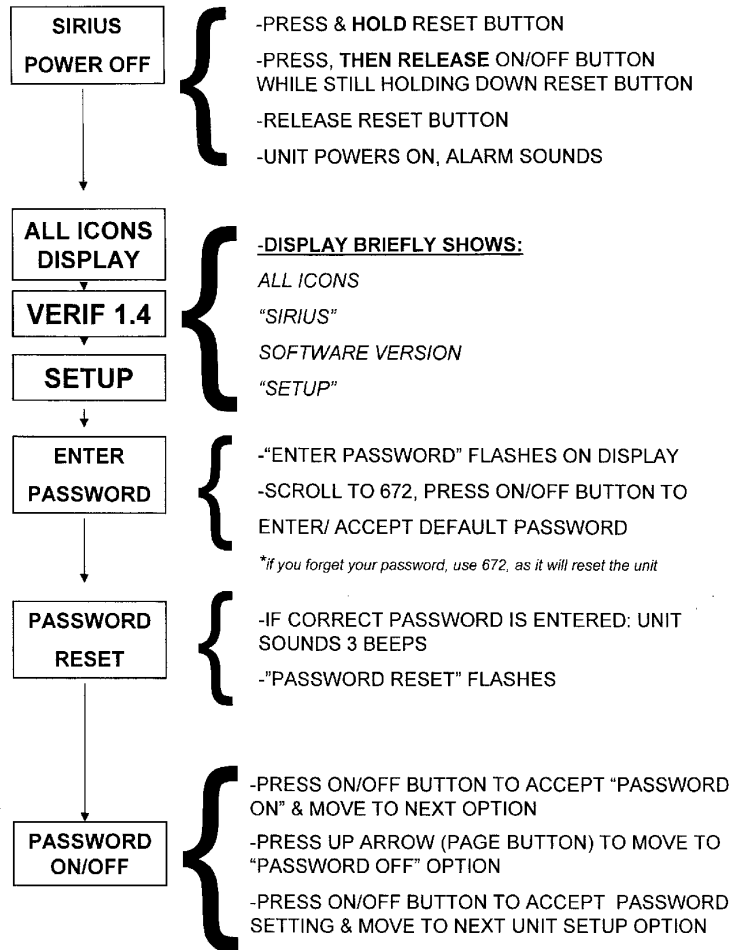 SIRIUS
POWER OFF
-PRESS & HOLD RESET BUTTON
-PRESS, THEN RELEASE ON/OFF BUTTON
WHILE STILL HOLDING DOWN RESET BUTTON
-RELEASE RESET BUTTON
-UNIT POWERS ON, ALARM SOUNDS
ALL ICONS
DISPLAY
VERIF 1.4
SETUP
-DISPLAY BRIEFLY SHOWS:
ALL ICONS
“SIRIUS”
SOFTWARE VERSION
“SETUP”
ENTER
PASSWORD
-“ENTER PASSWORD” FLASHES ON DISPLAY
-SCROLL TO 672, PRESS ON/OFF BUTTON TO
ENTER/ ACCEPT DEFAULT PASSWORD
*if you forget your password, use 672, as it will reset the unit
PASSWORD
RESET
-IF CORRECT PASSWORD IS ENTERED: UNIT
SOUNDS 3 BEEPS
-”PASSWORD RESET” FLASHES
PASSWORD
ON/OFF
-PRESS ON/OFF BUTTON TO ACCEPT “PASSWORD
ON” & MOVE TO NEXT OPTION
-PRESS UP ARROW (PAGE BUTTON) TO MOVE TO
“PASSWORD OFF” OPTION
-PRESS ON/OFF BUTTON TO ACCEPT PASSWORD
SETTING & MOVE TO NEXT UNIT SETUP OPTION